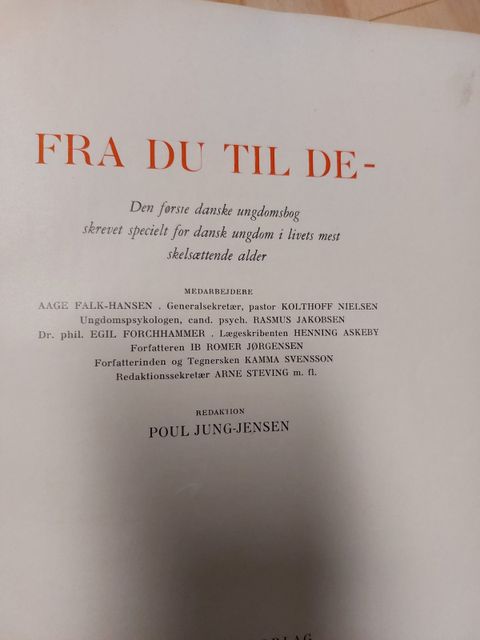 FRA DU TIL DE-
Den første danske ungdomsbog
skrevet specielt for dansk ungdom i livets mest
skelsættende alder
MEDARBEJDERE
AAGE FALK-HANSEN . Generalsekretær, pastor KOLTHOFF NIELSEN
Ungdomspsykologen, cand. psych. RASMUS JAKOBSEN
Dr. phil. EGIL FORCHHAMMER . Lægeskribenten HENNING ASKEBY
Forfatteren IB ROMER JØRGENSEN
Forfatterinden og Tegnersken KAMMA SVENSSON
Redaktionssekretær ARNE STEVING m. fl.
REDAKTION
POUL JUNG-JENSEN